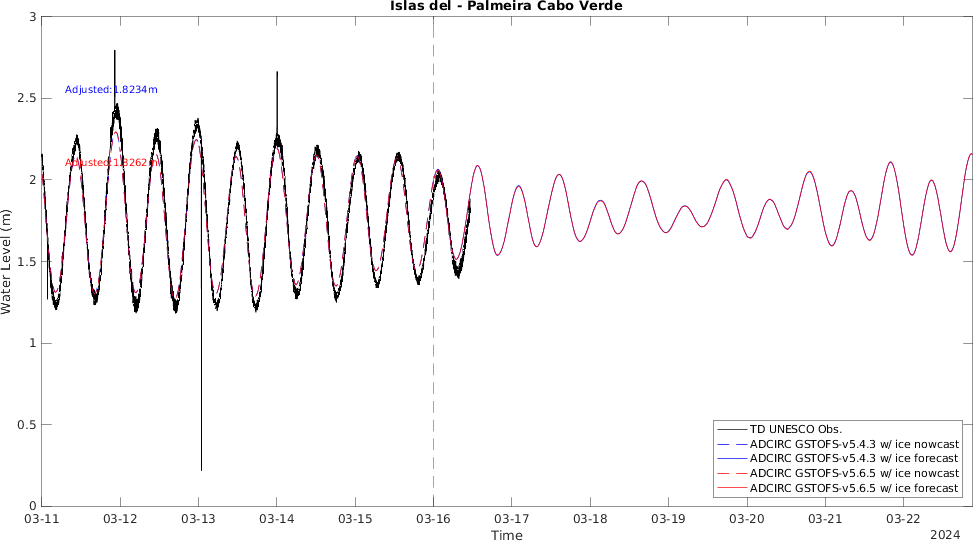 Islas del - Palmeira Cabo Verde
3
2.5
2
1.5
1
0.5
0
Water Level (m)
Adjusted:1.8234m
Adjusted:1.8262m
03-11 03-12 03-13 03-14 03-15 03-16 03-17 03-18 03-19 03-20 03-21 03-22
Time
2024
TD UNESCO Obs.
ADCIRC GSTOFS-v5.4.3 w/ ice nowcast
ADCIRC GSTOFS-v5.4.3 w/ ice forecast
ADCIRC GSTOFS-v5.6.5 w/ ice nowcast
ADCIRC GSTOFS-v5.6.5 w/ ice forecast